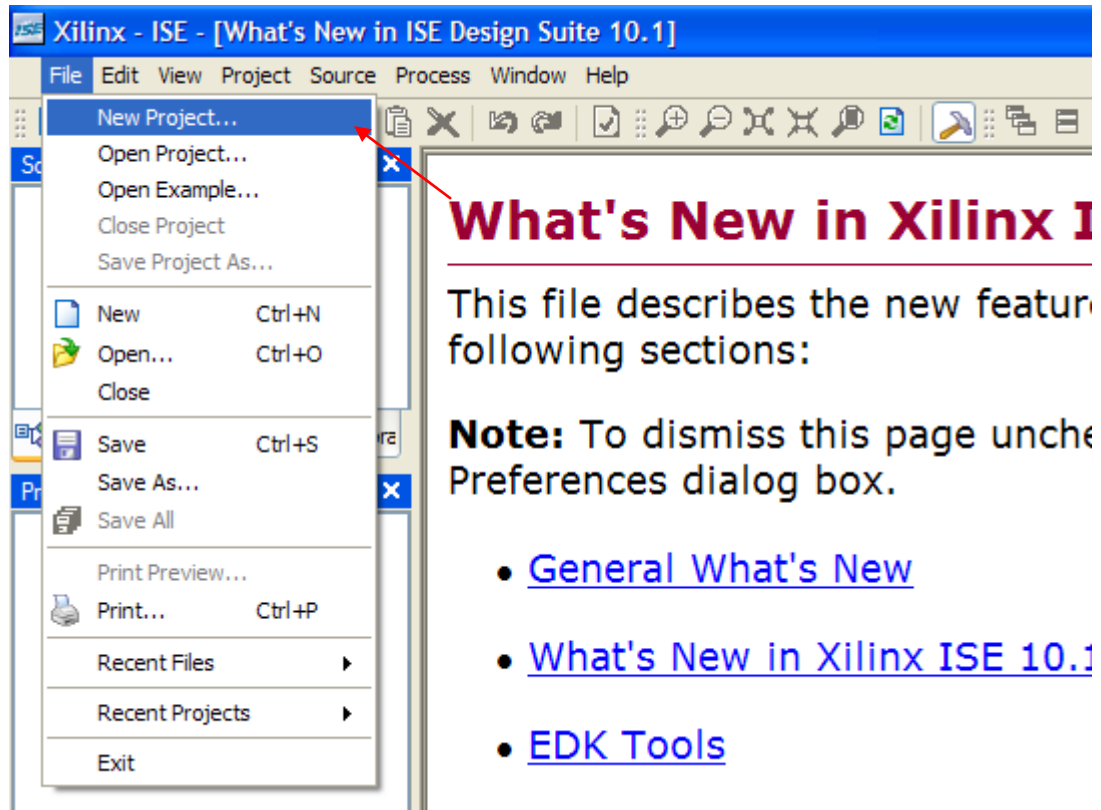 ISE Xilinx - ISE - [What's New in ISE Design Suite 10.1]
File Edit View Project Source Process Window Help
New Project...
Open Project...
Open Example...
Close Project
Save Project As...
New Ctrl+N
Open... Ctrl+O
Close
Save Ctrl+S
Save As...
Save All
Print Preview...
Print... Ctrl+P
Recent Files
Recent Projects
Exit
What's New in Xilinx I
This file describes the new featur
following sections:
Note: To dismiss this page unche
Preferences dialog box.
General What's New
What's New in Xilinx ISE 10.1
EDK Tools